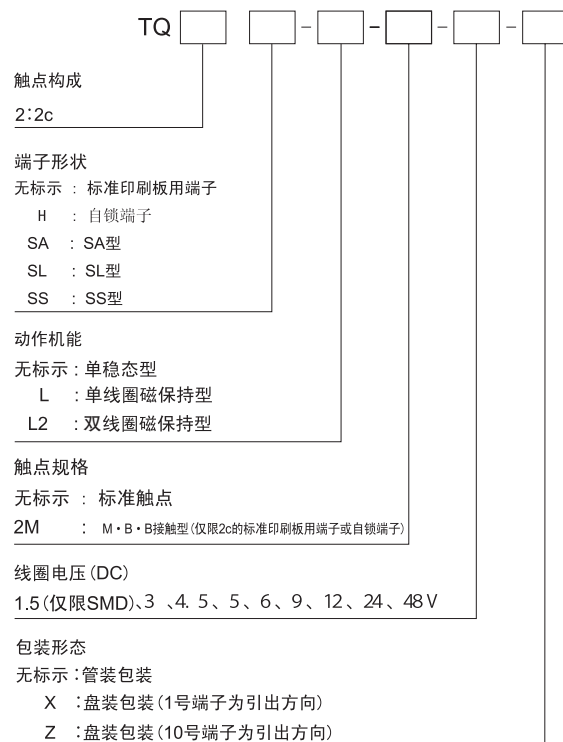 TQ - - - -
触点构成
2:2c
端子形状
无标示 : 标准印刷板用端子
H : 自锁端子
SA : SA型
SL : SL型
SS : SS型
动作机能
无标示 : 单稳态型
L : 单线圈磁保持型
L2 : 双线圈磁保持型
触点规格
无标示 : 标准触点
2M : M・B・B接触型(仅限2c的标准印刷板用端子或自锁端子)
线圈电压(DC)
1.5(仅限SMD)、3 、4. 5、5、6、9、12、24、48V
包装形态
无标示:管装包装
X :盘装包装(1号端子为引出方向)
Z :盘装包装(10号端子为引出方向)